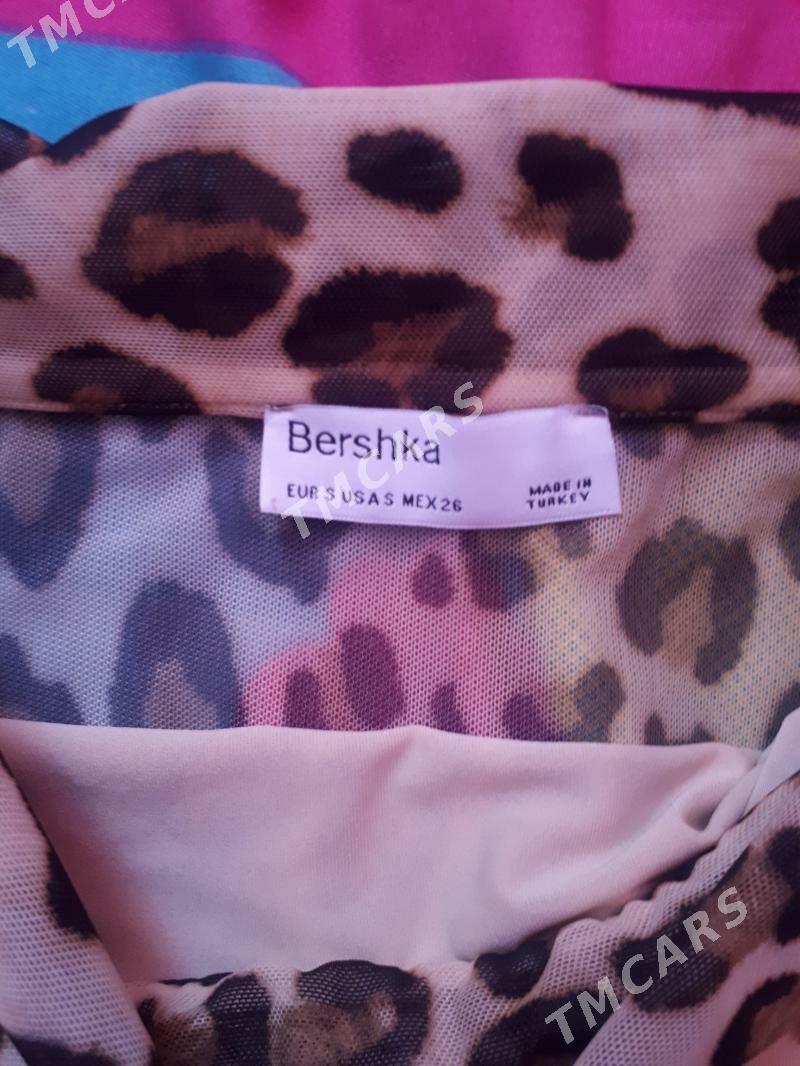 TMCARS
Bershka
EUR S USA S MEX 26
MADE IN
TURKEY
TMCARS
TMCARS